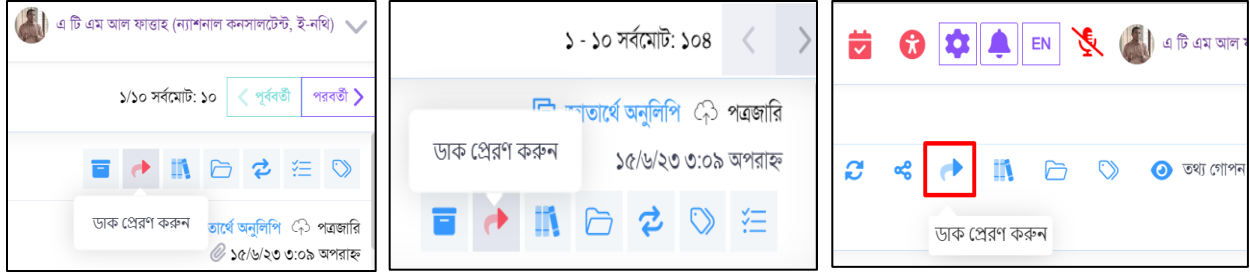 এ টি এম আল ফাত্তাহ (ন্যাশনাল কনসালটেন্ট, ই-নথি)
১/১০ সর্বমোট: ১০ পূর্ববর্তী পরবর্তী
ডাক প্রেরণ করুন
তার্থে অনুলিপি পত্রজারি
১৫/৬/২৩ ৩:০৯ অপরাহ্ন
১ - ১০ সর্বমোট: ১০৪
তার্থে অনুলিপি পত্রজারি
ডাক প্রেরণ করুন
১৫/৬/২৩ ৩:০৯ অপরাহ্ন
EN এ টি এম আল
তথ্য গোপন
ডাক প্রেরণ করুন